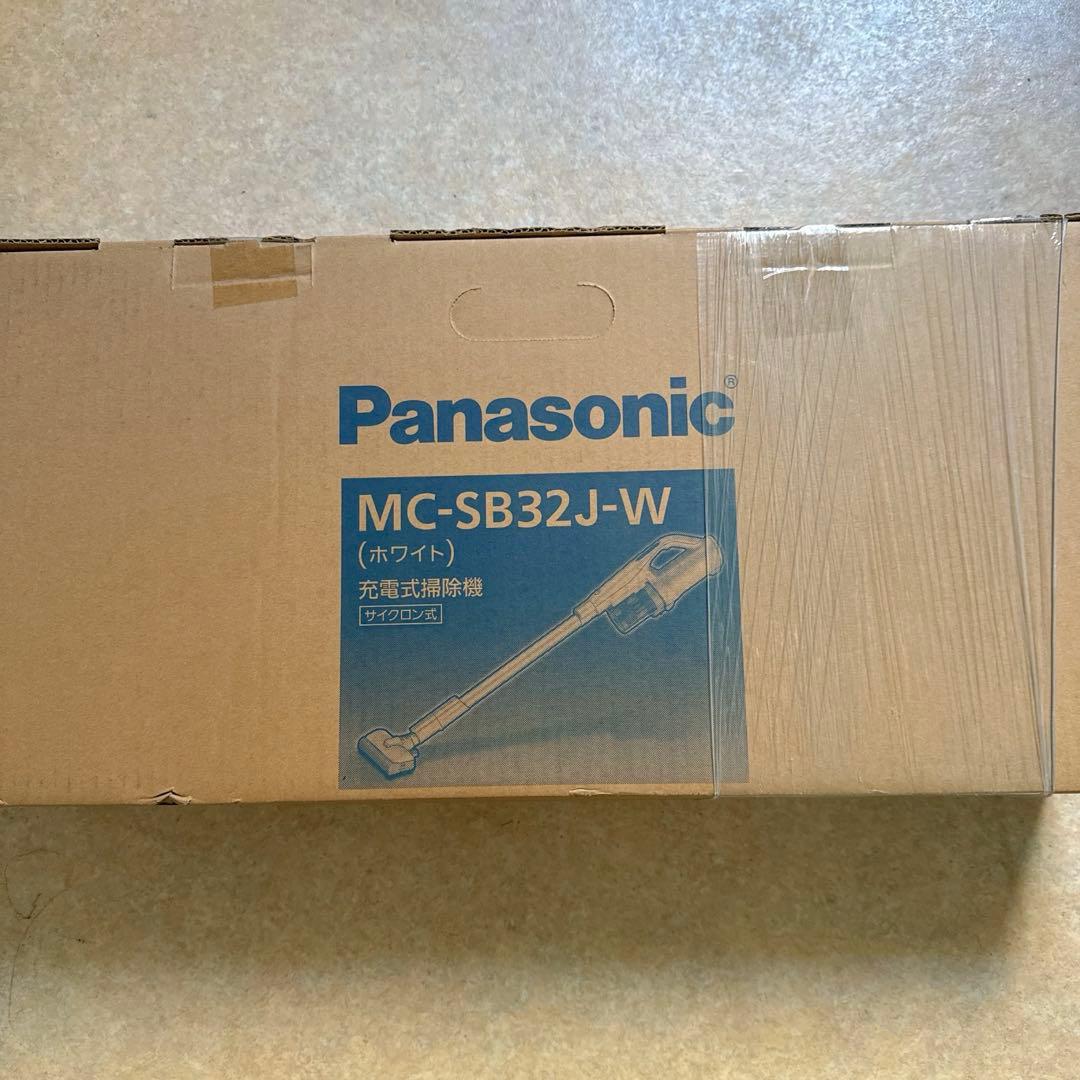 Panasonic®
MC-SB32J-W
(ホワイト)
充電式掃除機
サイクロン式